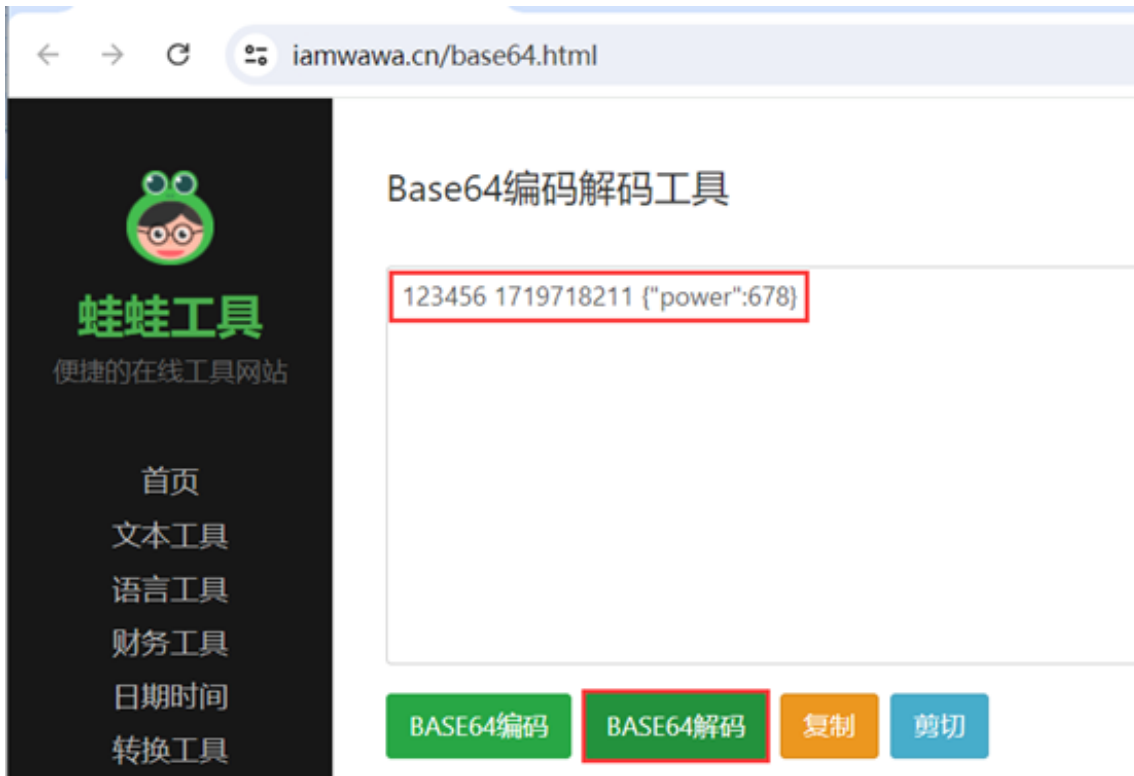 iamwawa.cn/base64.html
蛙蛙工具
便捷的在线工具网站
首页
文本工具
语言工具
财务工具
日期时间
转换工具
Base64编码解码工具
123456 1719718211 {"power":678}
BASE64编码 BASE64解码 复制 剪切